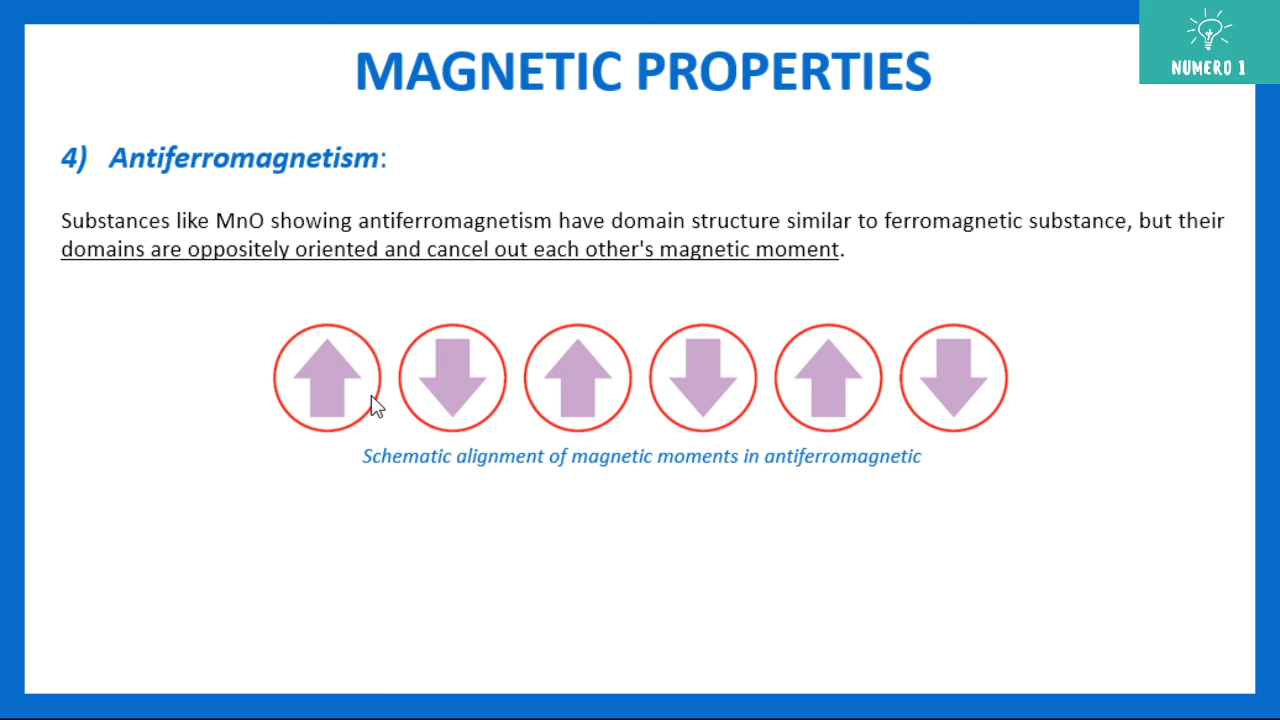 NUMERO 1
MAGNETIC PROPERTIES
4) Antiferromagnetism:
Substances like MnO showing antiferromagnetism have domain structure similar to ferromagnetic substance, but their
domains are oppositely oriented and cancel out each other's magnetic moment.
Schematic alignment of magnetic moments in antiferromagnetic